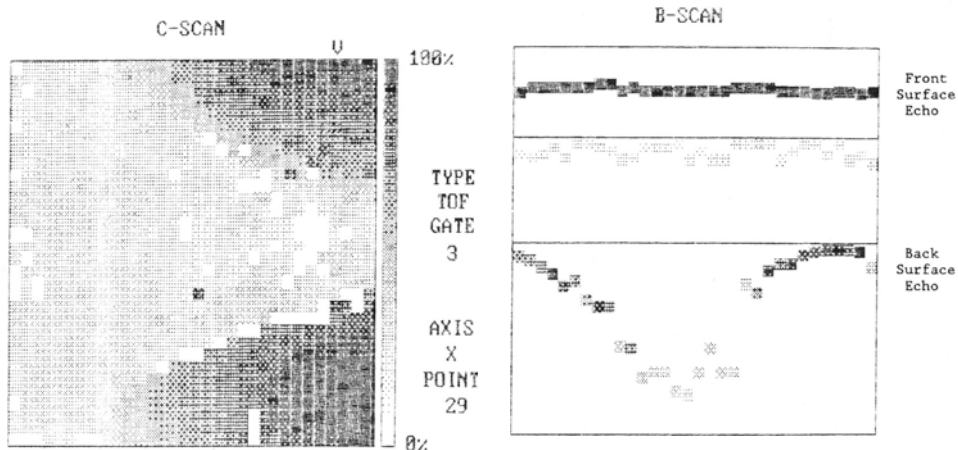 C-SCAN
V
100%
TYPE
TOF
GATE
3
AXIS
X
POINT
29
0%
B-SCAN
Front
Surface
Echo
Back
Surface
Echo